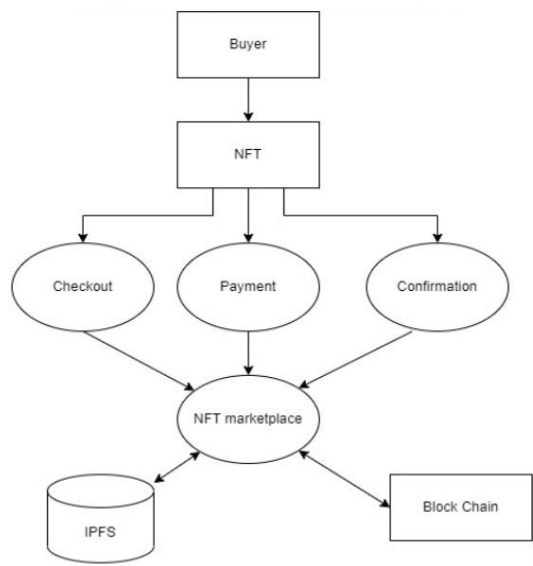 Buyer
NFT
Checkout
Payment
Confirmation
NFT marketplace
IPFS
Block Chain